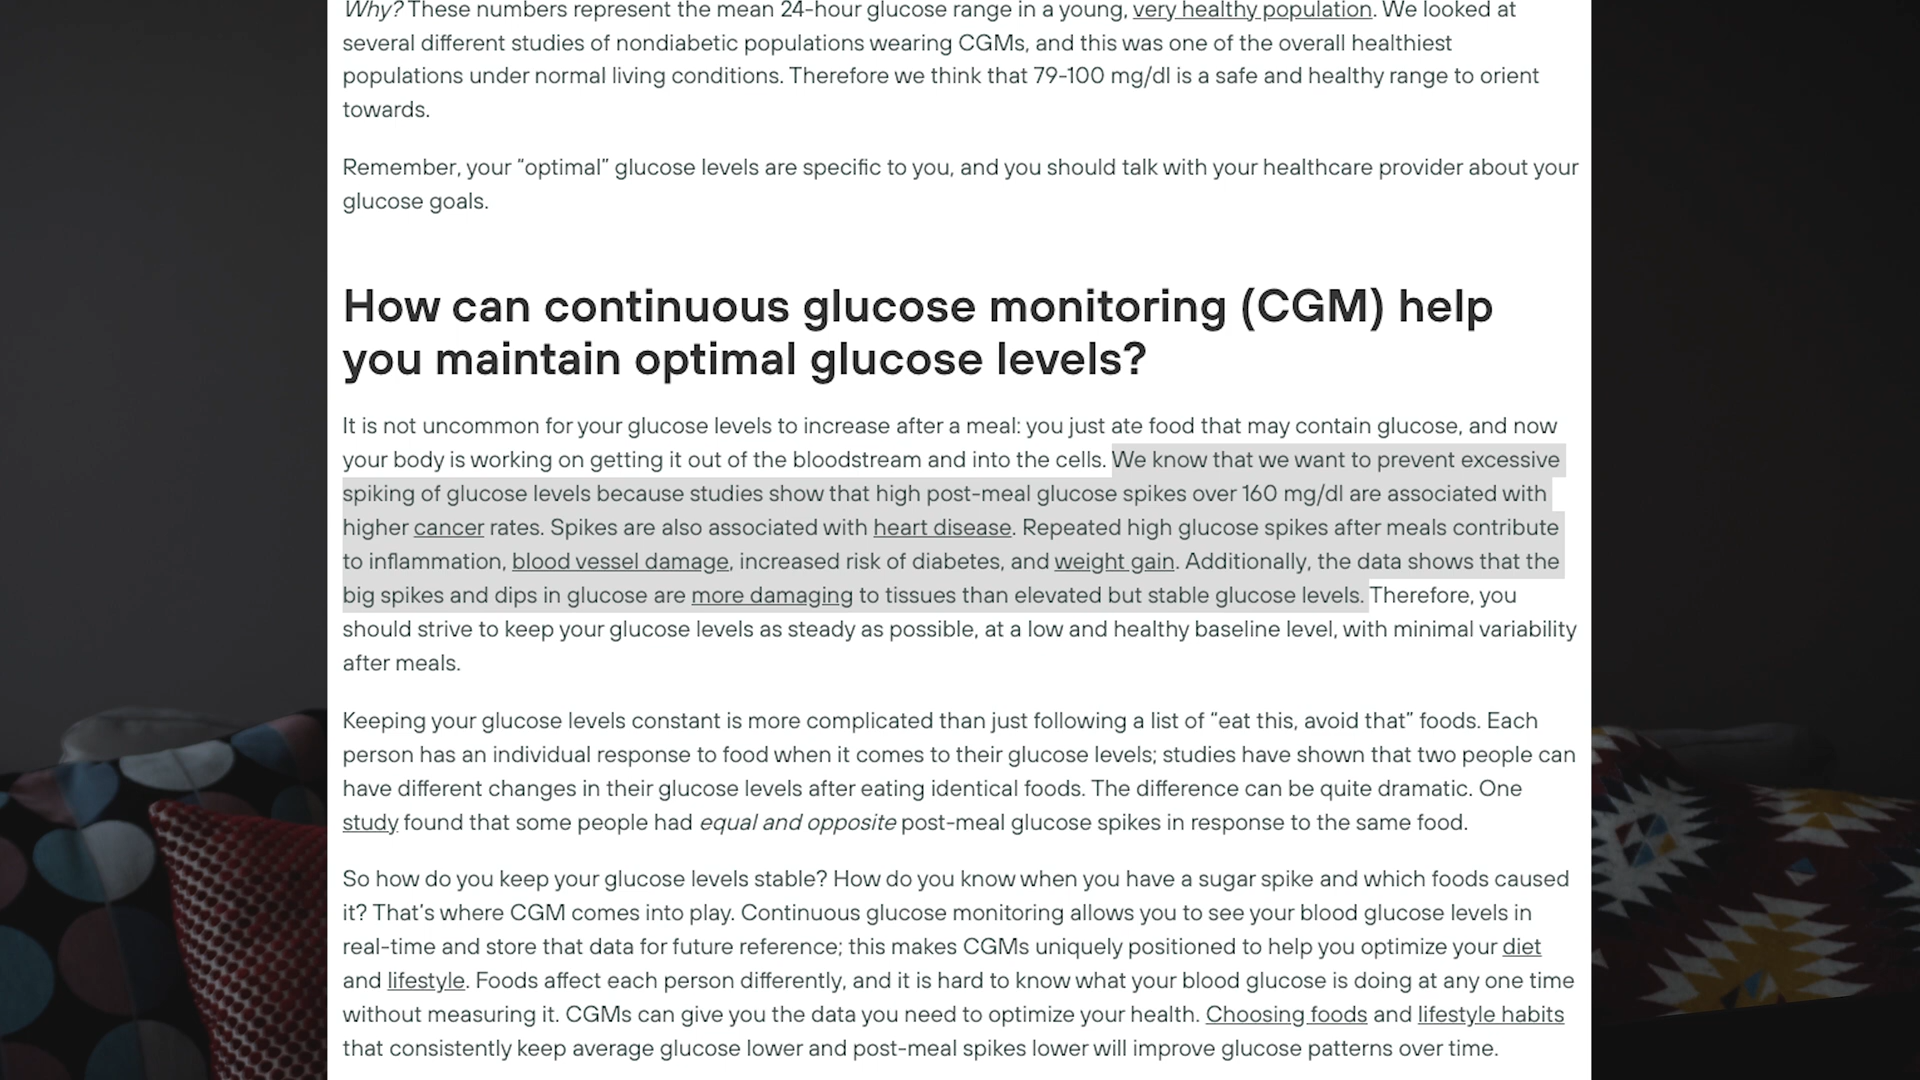 Why? These numbers represent the mean 24-hour glucose range in a young, very healthy population. We looked at
several different studies of nondiabetic populations wearing CGMs, and this was one of the overall healthiest
populations under normal living conditions. Therefore we think that 79-100 mg/dl is a safe and healthy range to orient
towards.
Remember, your “optimal” glucose levels are specific to you, and you should talk with your healthcare provider about your
glucose goals.
How can continuous glucose monitoring (CGM) help
you maintain optimal glucose levels?
It is not uncommon for your glucose levels to increase after a meal: you just ate food that may contain glucose, and now
your body is working on getting it out of the bloodstream and into the cells. We know that we want to prevent excessive
spiking of glucose levels because studies show that high post-meal glucose spikes over 160 mg/dl are associated with
higher cancer rates. Spikes are also associated with heart disease. Repeated high glucose spikes after meals contribute
to inflammation, blood vessel damage, increased risk of diabetes, and weight gain. Additionally, the data shows that the
big spikes and dips in glucose are more damaging to tissues than elevated but stable glucose levels. Therefore, you
should strive to keep your glucose levels as steady as possible, at a low and healthy baseline level, with minimal variability
after meals.
Keeping your glucose levels constant is more complicated than just following a list of “eat this, avoid that” foods. Each
person has an individual response to food when it comes to their glucose levels; studies have shown that two people can
have different changes in their glucose levels after eating identical foods. The difference can be quite dramatic. One
study found that some people had equal and opposite post-meal glucose spikes in response to the same food.
So how do you keep your glucose levels stable? How do you know when you have a sugar spike and which foods caused
it? That’s where CGM comes into play. Continuous glucose monitoring allows you to see your blood glucose levels in
real-time and store that data for future reference; this makes CGMs uniquely positioned to help you optimize your diet
and lifestyle. Foods affect each person differently, and it is hard to know what your blood glucose is doing at any one time
without measuring it. CGMs can give you the data you need to optimize your health. Choosing foods and lifestyle habits
that consistently keep average glucose lower and post-meal spikes lower will improve glucose patterns over time.